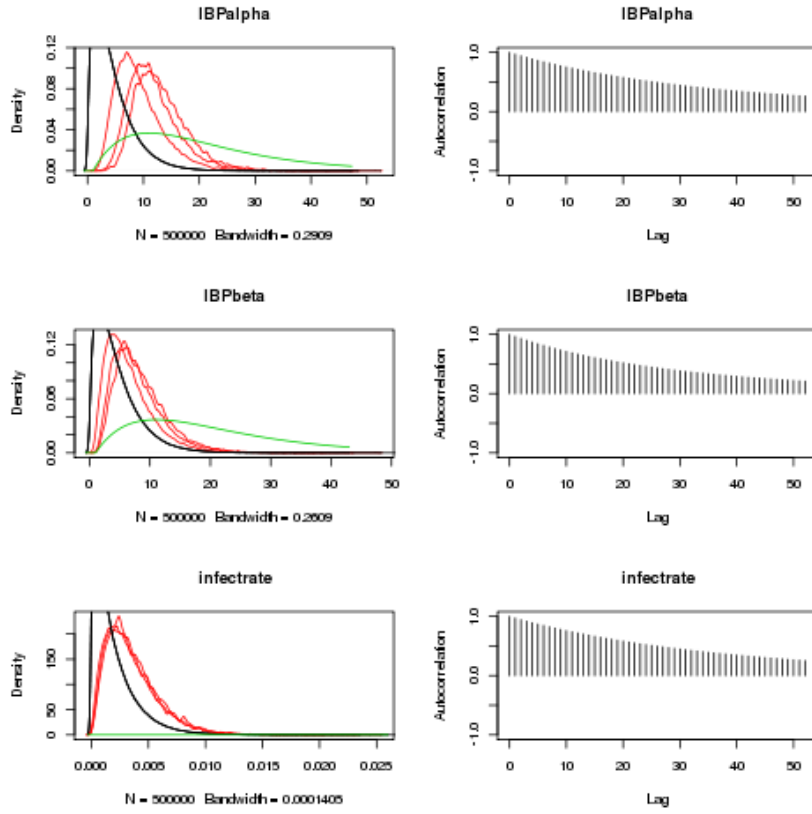 IBPalpha
IBPalpha
Density
0.00 0.04 0.08 0.12
0 10 20 30 40 50
N = 500000 Bandwidth = 0.2909
Autocorrelation
-1.0 0.0 1.0
0 10 20 30 40 50
Lag
IBPbeta
IBPbeta
Density
0.00 0.06 0.12
0 10 20 30 40 50
N = 500000 Bandwidth = 0.2609
Autocorrelation
-1.0 0.0 1.0
0 10 20 30 40 50
Lag
infectrate
infectrate
Density
0 50 150
0.000 0.005 0.010 0.015 0.020 0.025
N = 500000 Bandwidth = 0.0001405
Autocorrelation
-1.0 0.0 1.0
0 10 20 30 40 50
Lag